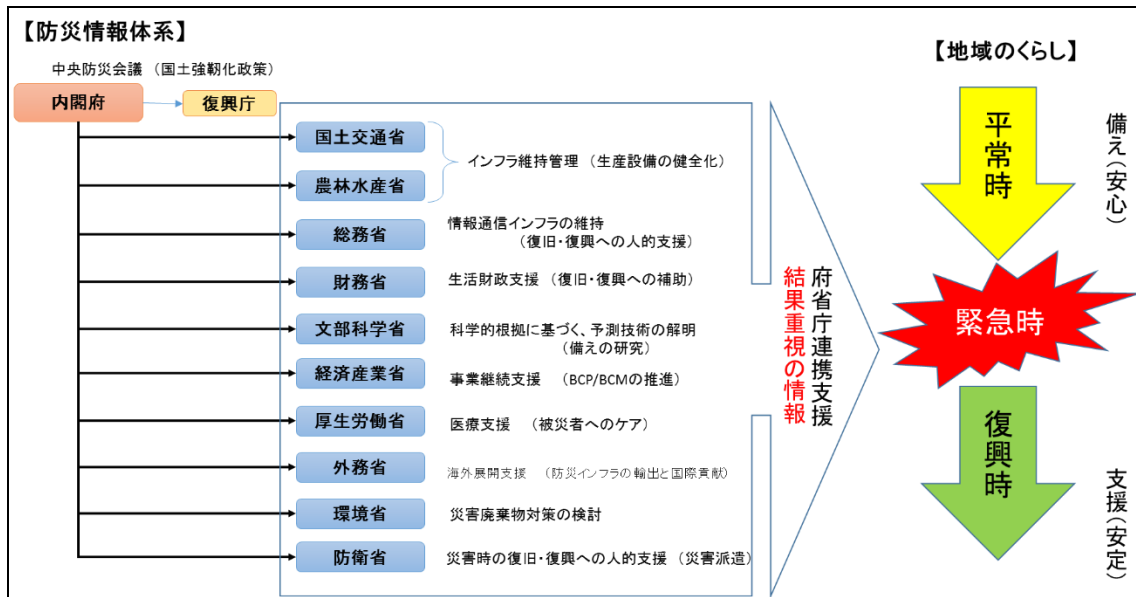 【防災情報体系】
中央防災会議 (国土強靭化政策)
内閣府
復興庁
国土交通省
農林水産省
インフラ維持管理 (生産設備の健全化)
総務省
情報通信インフラの維持
(復旧・復興への人的支援)
財務省
生活財政支援 (復旧・復興への補助)
文部科学省
科学的根拠に基づく、予測技術の解明
(備えの研究)
経済産業省
事業継続支援 (BCP/BCMの推進)
厚生労働省
医療支援 (被災者へのケア)
外務省
海外展開支援 (防災インフラの輸出と国際貢献)
環境省
災害廃棄物対策の検討
防衛省
災害時の復旧・復興への人的支援 (災害派遣)
府省庁連携支援
結果重視の情報
【地域のくらし】
平常時
備え(安心)
緊急時
復興時
支援(安定)